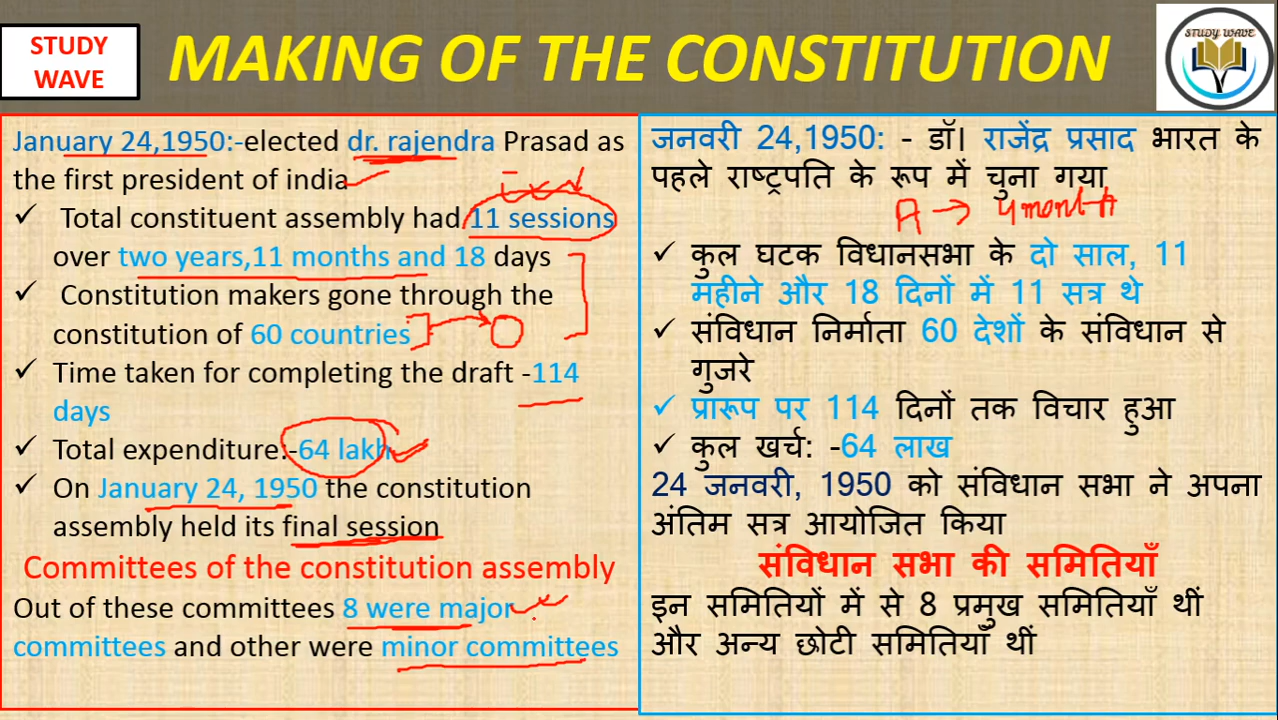 STUDY
WAVE
MAKING OF THE CONSTITUTION
STUDY WAVE
January 24,1950:-elected dr. rajendra Prasad as
the first president of india
✓ Total constituent assembly had 11 sessions
over two years,11 months and 18 days
✓ Constitution makers gone through the
constitution of 60 countries
✓ Time taken for completing the draft -114
days
✓ Total expenditure:-64 lakh
✓ On January 24, 1950 the constitution
assembly held its final session
Committees of the constitution assembly
Out of these committees 8 were major
committees and other were minor committees
जनवरी 24,1950: - डॉ। राजेंद्र प्रसाद भारत के
पहले राष्ट्रपति के रूप में चुना गया
A → 4 month
✓ कुल घटक विधानसभा के दो साल, 11
महीने और 18 दिनों में 11 सत्र थे
✓ संविधान निर्माता 60 देशों के संविधान से
गुजरे
✓ प्रारूप पर 114 दिनों तक विचार हुआ
✓ कुल खर्च: -64 लाख
24 जनवरी, 1950 को संविधान सभा ने अपना
अंतिम सत्र आयोजित किया
संविधान सभा की समितियाँ
इन समितियों में से 8 प्रमुख समितियाँ थीं
और अन्य छोटी समितियाँ थीं